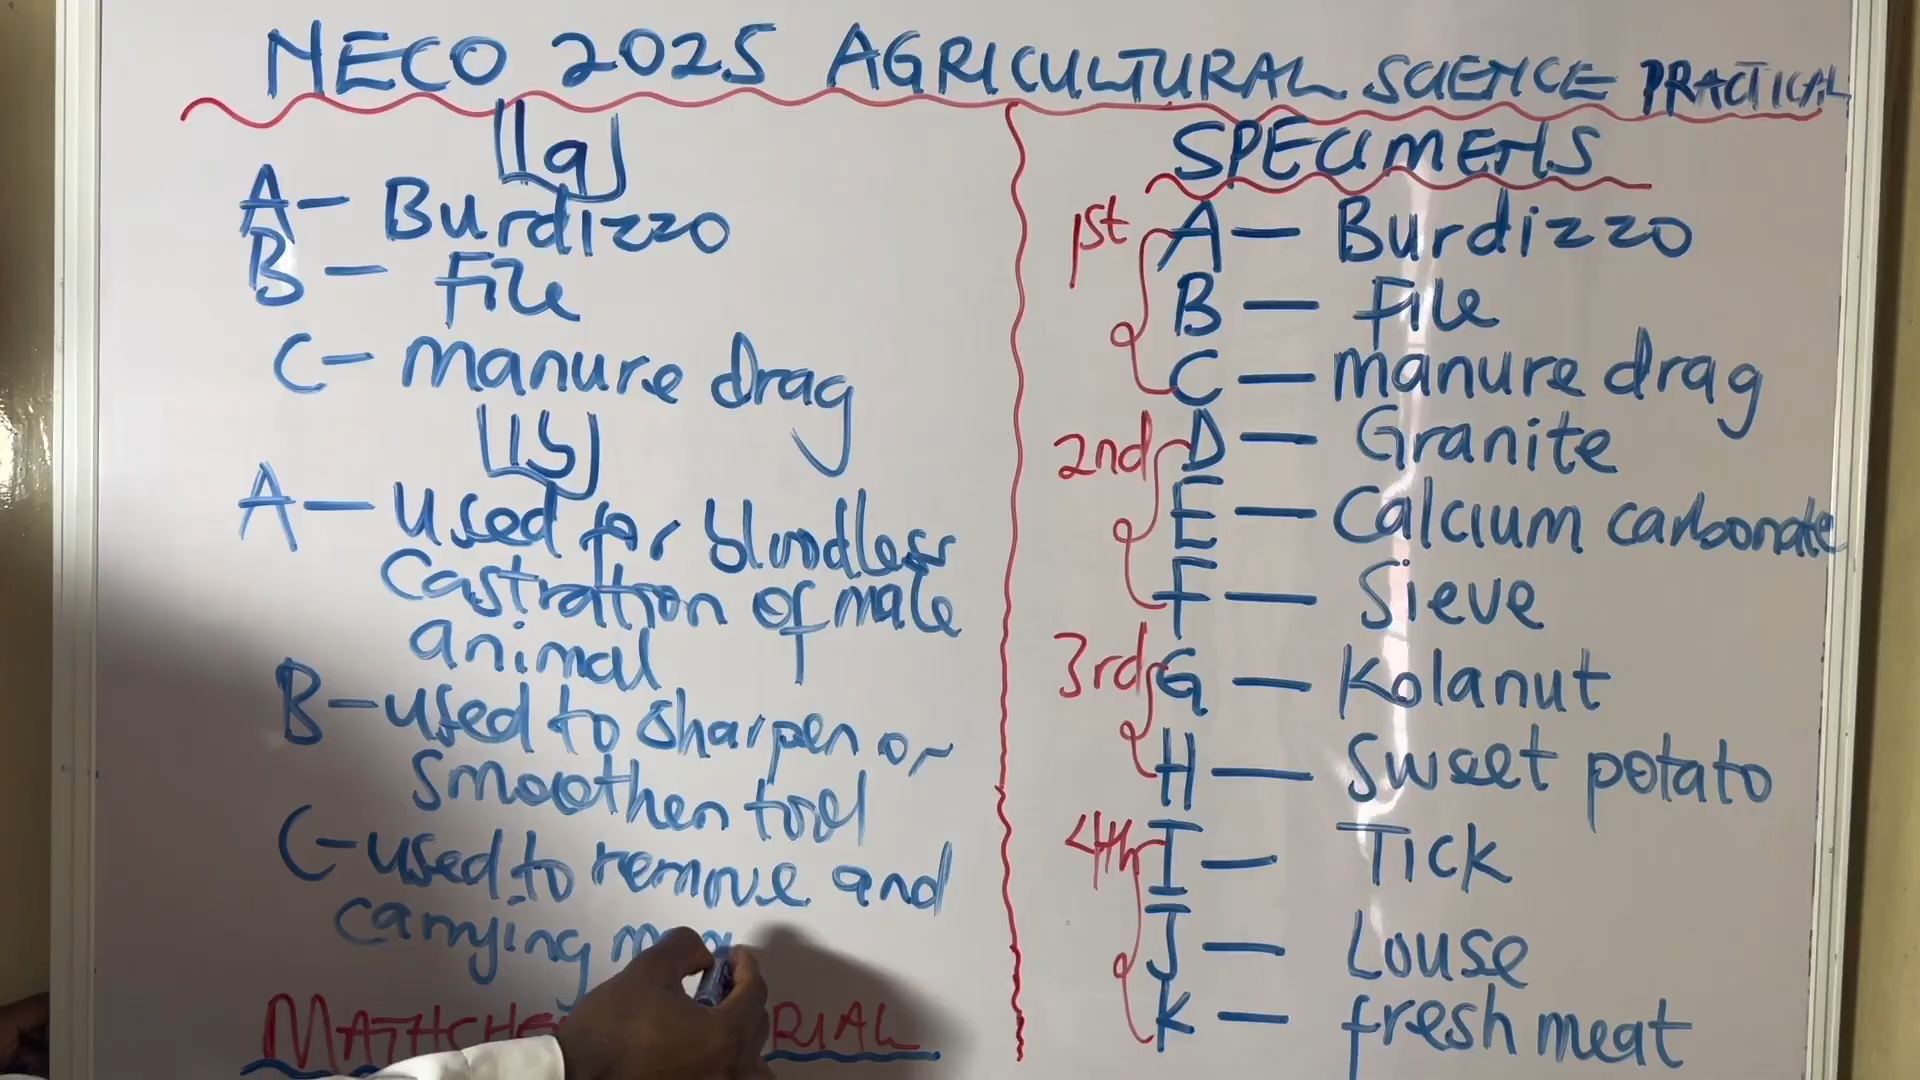 NECO 2025 AGRICULTURAL SCIENCE PRACTICAL
1a
A- Burdizzo
B - File
C- manure drag
1b
A- used for bloodless
Castration of male
animal
B-used to sharpen or
smoothen tool
C-used to remove and
carrying
SPECIMENS
1st A - Burdizzo
B - File
C - manure drag
2nd D - Granite
E - Calcium carbonate
F - Sieve
3rd G - Kolanut
H - Sweet potato
4th I - Tick
J - Louse
K - fresh meat